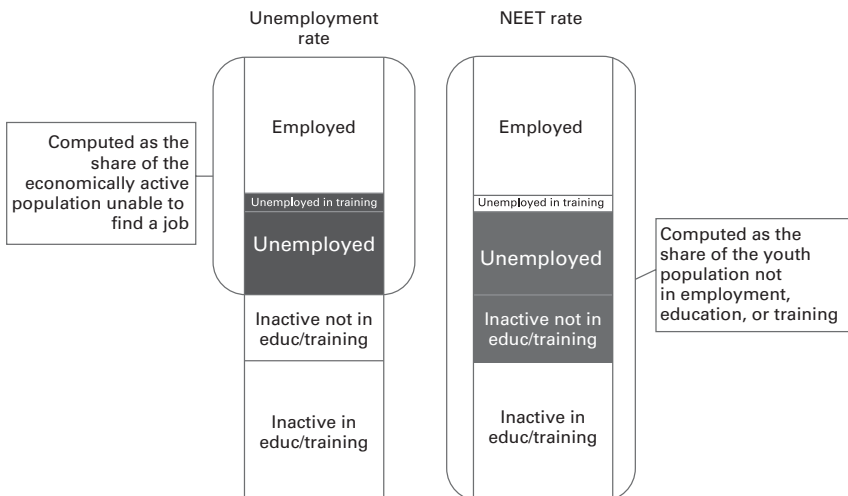 Unemployment
rate
Employed
Computed as the
share of the
economically active
population unable to
find a job
Unemployed in training
Unemployed
Inactive not in
educ/training
Inactive in
educ/training
NEET rate
Employed
Unemployed in training
Unemployed
Inactive not in
educ/training
Inactive in
educ/training
Computed as the
share of the youth
population not
in employment,
education, or training